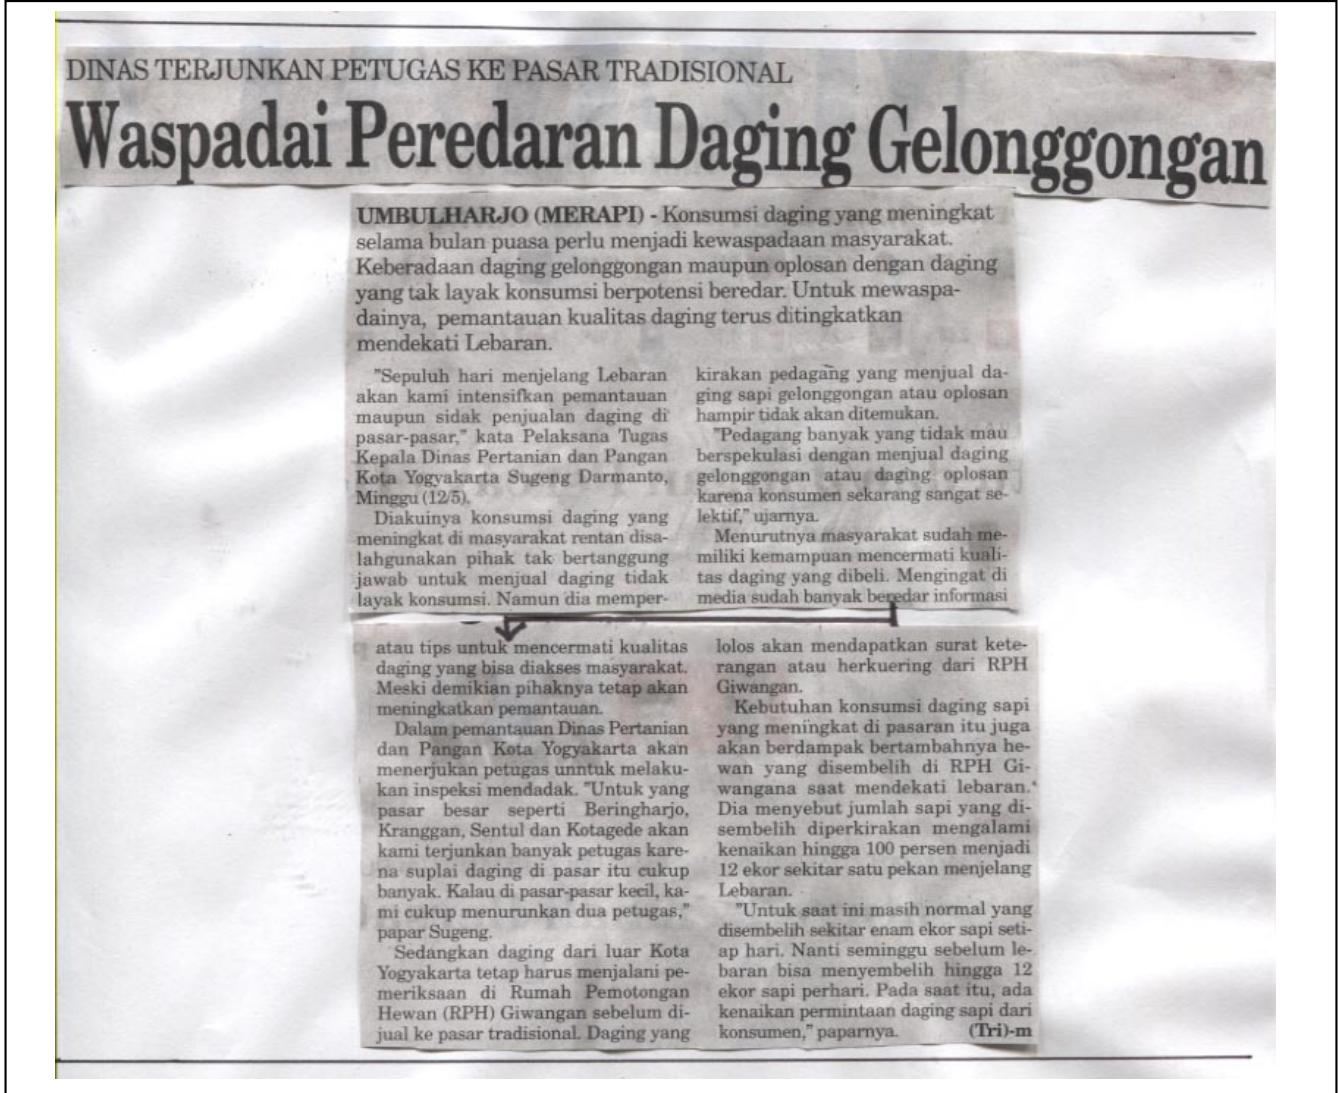 DINAS TERJUNKAN PETUGAS KE PASAR TRADISIONAL
Waspadai Peredaran Daging Gelonggongan
UMBULHARJO (MERAPI) - Konsumsi daging yang meningkat
selama bulan puasa perlu menjadi kewaspadaan masyarakat.
Keberadaan daging gelonggongan maupun oplosan dengan daging
yang tak layak konsumsi berpotensi beredar. Untuk mewaspa-
dainya, pemantauan kualitas daging terus ditingkatkan
mendekati Lebaran.
"Sepuluh hari menjelang Lebaran
akan kami intensifkan pemantauan
maupun sidak penjualan daging di
pasar-pasar," kata Pelaksana Tugas
Kepala Dinas Pertanian dan Pangan
Kota Yogyakarta Sugeng Darmanto,
Minggu (12/5).
Diakuinya konsumsi daging yang
meningkat di masyarakat rentan disa-
lahgunakan pihak tak bertanggung
jawab untuk menjual daging tidak
layak konsumsi. Namun dia memper-
kirakan pedagang yang menjual da-
ging sapi gelonggongan atau oplosan
hampir tidak akan ditemukan.
"Pedagang banyak yang tidak mau
berspekulasi dengan menjual daging
gelonggongan atau daging oplosan
karena konsumen sekarang sangat se-
lektif," ujarnya.
Menurutnya masyarakat sudah me-
miliki kemampuan mencermati kuali-
tas daging yang dibeli. Mengingat di
media sudah banyak beredar informasi
atau tips untuk mencermati kualitas
daging yang bisa diakses masyarakat.
Meski demikian pihaknya tetap akan
meningkatkan pemantauan.
Dalam pemantauan Dinas Pertanian
dan Pangan Kota Yogyakarta akan
menerjukan petugas unntuk melaku-
kan inspeksi mendadak. "Untuk yang
pasar besar seperti Beringharjo,
Kranggan, Sentul dan Kotagede akan
kami terjunkan banyak petugas kare-
na suplai daging di pasar itu cukup
banyak. Kalau di pasar-pasar kecil, ka-
mi cukup menurunkan dua petugas,"
papar Sugeng.
Sedangkan daging dari luar Kota
Yogyakarta tetap harus menjalani pe-
meriksaan di Rumah Pemotongan
Hewan (RPH) Giwangan sebelum di-
jual ke pasar tradisional. Daging yang
lolos akan mendapatkan surat kete-
rangan atau herkuering dari RPH
Giwangan.
Kebutuhan konsumsi daging sapi
yang meningkat di pasaran itu juga
akan berdampak bertambahnya he-
wan yang disembelih di RPH Gi-
wangana saat mendekati lebaran.
Dia menyebut jumlah sapi yang di-
sembelih diperkirakan mengalami
kenaikan hingga 100 persen menjadi
12 ekor sekitar satu pekan menjelang
Lebaran.
"Untuk saat ini masih normal yang
disembelih sekitar enam ekor sapi seti-
ap hari. Nanti seminggu sebelum le-
baran bisa menyembelih hingga 12
ekor sapi perhari. Pada saat itu, ada
kenaikan permintaan daging sapi dari
konsumen," paparnya. (Tri)-m